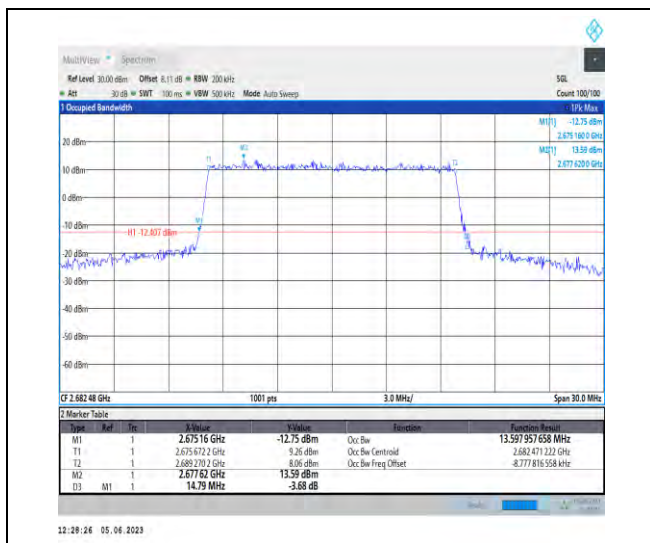 MultiView Spectrum
Ref Level 30.00 dBm Offset 8.11 dB RBW 200 kHz SGL
Att 30 dB SWT 100 ms VBW 500 kHz Mode Auto Sweep Count 100/100
1 Occupied Bandwidth 1Pk Max
M1[1] -12.75 dBm
2.675 160 0 GHz
20 dBm M2[1] 13.59 dBm
2.677 620 0 GHz
T1 M2 T2
10 dBm
0 dBm
-10 dBm
M1
H1 -12.407 dBm
-20 dBm
-30 dBm
-40 dBm
-50 dBm
-60 dBm
CF 2.682 48 GHz 1001 pts 3.0 MHz/ Span 30.0 MHz
2 Marker Table
Type Ref Trc X-Value Y-Value Function Function Result
M1 1 2.675 16 GHz -12.75 dBm Occ Bw 13.597 957 658 MHz
T1 1 2.675 672 2 GHz 9.26 dBm Occ Bw Centroid 2.682 471 222 GHz
T2 1 2.689 270 2 GHz 8.06 dBm Occ Bw Freq Offset -8.777 816 558 kHz
M2 1 2.677 62 GHz 13.59 dBm
D3 M1 1 14.79 MHz -3.68 dB
12:28:26 05.06.2023